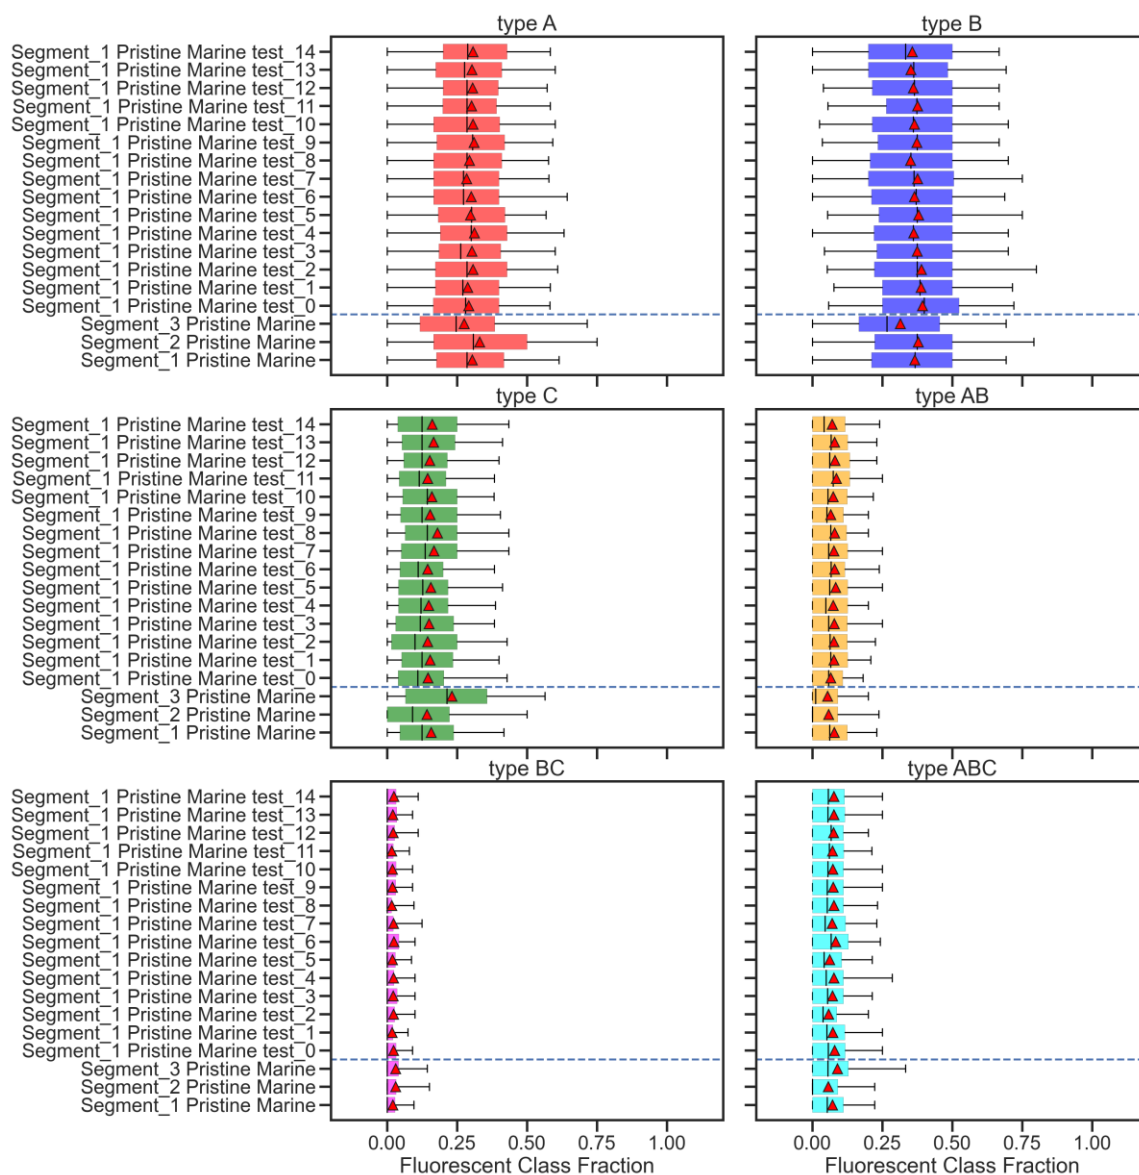 type A
type B
Segment_1 Pristine Marine test_14
Segment_1 Pristine Marine test_13
Segment_1 Pristine Marine test_12
Segment_1 Pristine Marine test_11
Segment_1 Pristine Marine test_10
Segment_1 Pristine Marine test_9
Segment_1 Pristine Marine test_8
Segment_1 Pristine Marine test_7
Segment_1 Pristine Marine test_6
Segment_1 Pristine Marine test_5
Segment_1 Pristine Marine test_4
Segment_1 Pristine Marine test_3
Segment_1 Pristine Marine test_2
Segment_1 Pristine Marine test_1
Segment_1 Pristine Marine test_0
Segment_3 Pristine Marine
Segment_2 Pristine Marine
Segment_1 Pristine Marine
type C
type AB
Segment_1 Pristine Marine test_14
Segment_1 Pristine Marine test_13
Segment_1 Pristine Marine test_12
Segment_1 Pristine Marine test_11
Segment_1 Pristine Marine test_10
Segment_1 Pristine Marine test_9
Segment_1 Pristine Marine test_8
Segment_1 Pristine Marine test_7
Segment_1 Pristine Marine test_6
Segment_1 Pristine Marine test_5
Segment_1 Pristine Marine test_4
Segment_1 Pristine Marine test_3
Segment_1 Pristine Marine test_2
Segment_1 Pristine Marine test_1
Segment_1 Pristine Marine test_0
Segment_3 Pristine Marine
Segment_2 Pristine Marine
Segment_1 Pristine Marine
type BC
type ABC
Segment_1 Pristine Marine test_14
Segment_1 Pristine Marine test_13
Segment_1 Pristine Marine test_12
Segment_1 Pristine Marine test_11
Segment_1 Pristine Marine test_10
Segment_1 Pristine Marine test_9
Segment_1 Pristine Marine test_8
Segment_1 Pristine Marine test_7
Segment_1 Pristine Marine test_6
Segment_1 Pristine Marine test_5
Segment_1 Pristine Marine test_4
Segment_1 Pristine Marine test_3
Segment_1 Pristine Marine test_2
Segment_1 Pristine Marine test_1
Segment_1 Pristine Marine test_0
Segment_3 Pristine Marine
Segment_2 Pristine Marine
Segment_1 Pristine Marine
0.00 0.25 0.50 0.75 1.00
0.00 0.25 0.50 0.75 1.00
Fluorescent Class Fraction
Fluorescent Class Fraction